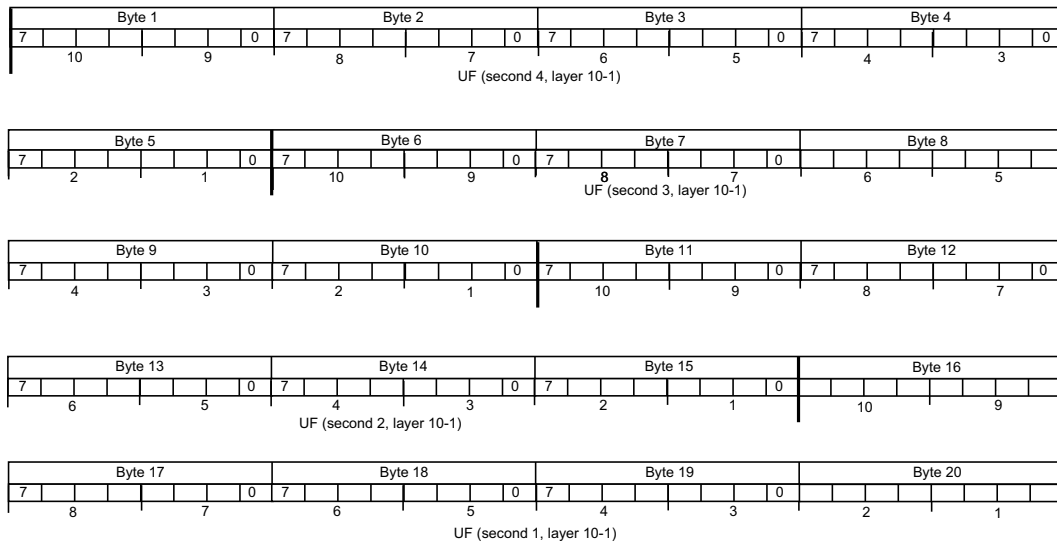 Byte 1 Byte 2 Byte 3 Byte 4
7 0 7 0 7 0 7 0
10 9 8 7 6 5 4 3
UF (second 4, layer 10-1)
Byte 5 Byte 6 Byte 7 Byte 8
7 0 7 0 7 0
2 1 10 9 8 7 6 5
UF (second 3, layer 10-1)
Byte 9 Byte 10 Byte 11 Byte 12
7 0 7 0 7 0 7 0
4 3 2 1 10 9 8 7
Byte 13 Byte 14 Byte 15 Byte 16
7 0 7 0 7 0
6 5 4 3 2 1 10 9
UF (second 2, layer 10-1)
Byte 17 Byte 18 Byte 19 Byte 20
7 0 7 0 7 0
8 7 6 5 4 3 2 1
UF (second 1, layer 10-1)